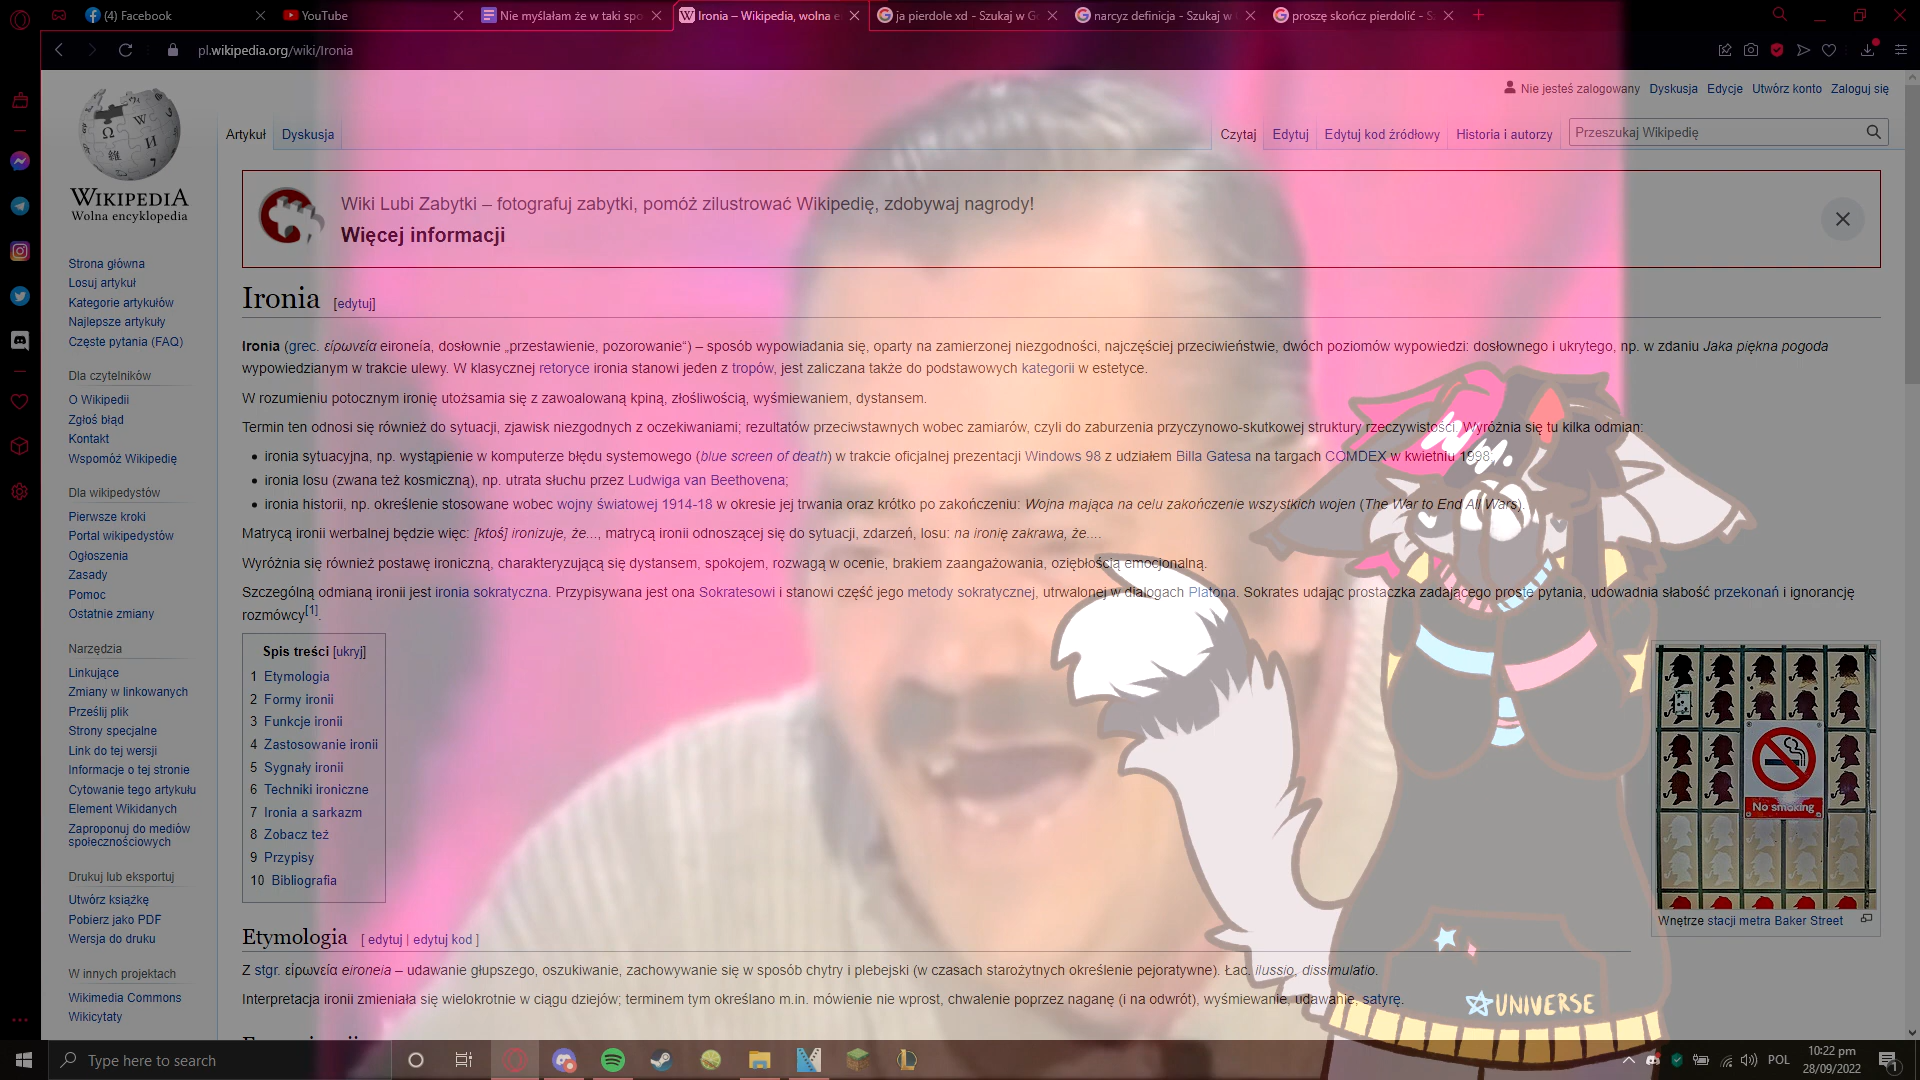 (4) Facebook
YouTube
Nie myślałam że w taki spo
Ironia – Wikipedia, wolna e
ja pierdole xd - Szukaj w Go
narcyz definicja - Szukaj w
proszę skończ pierdolić - S
pl.wikipedia.org/wiki/Ironia
Nie jesteś zalogowany Dyskusja Edycje Utwórz konto Zaloguj się
Artykuł Dyskusja
Czytaj Edytuj Edytuj kod źródłowy Historia i autorzy
Przeszukaj Wikipedię
WIKIPEDIA
Wolna encyklopedia
Wiki Lubi Zabytki – fotografuj zabytki, pomóż zilustrować Wikipedię, zdobywaj nagrody!
Więcej informacji
Strona główna
Losuj artykuł
Kategorie artykułów
Najlepsze artykuły
Częste pytania (FAQ)
Dla czytelników
O Wikipedii
Zgłoś błąd
Kontakt
Wspomóż Wikipedię
Dla wikipedystów
Pierwsze kroki
Portal wikipedystów
Ogłoszenia
Zasady
Pomoc
Ostatnie zmiany
Narzędzia
Linkujące
Zmiany w linkowanych
Prześlij plik
Strony specjalne
Link do tej wersji
Informacje o tej stronie
Cytowanie tego artykułu
Element Wikidanych
Zaproponuj do mediów
społecznościowych
Drukuj lub eksportuj
Utwórz książkę
Pobierz jako PDF
Wersja do druku
W innych projektach
Wikimedia Commons
Wikicytaty
Ironia [edytuj]
Ironia (grec. εἰρωνεία eironeía, dosłownie „przestawienie, pozorowanie”) – sposób wypowiadania się, oparty na zamierzonej niezgodności, najczęściej przeciwieństwie, dwóch poziomów wypowiedzi: dosłownego i ukrytego, np. w zdaniu Jaka piękna pogoda
wypowiedzianym w trakcie ulewy. W klasycznej retoryce ironia stanowi jeden z tropów, jest zaliczana także do podstawowych kategorii w estetyce.
W rozumieniu potocznym ironię utożsamia się z zawoalowaną kpiną, złośliwością, wyśmiewaniem, dystansem.
Termin ten odnosi się również do sytuacji, zjawisk niezgodnych z oczekiwaniami; rezultatów przeciwstawnych wobec zamiarów, czyli do zaburzenia przyczynowo-skutkowej struktury rzeczywistości. Wyróżnia się tu kilka odmian:
• ironia sytuacyjna, np. wystąpienie w komputerze błędu systemowego (blue screen of death) w trakcie oficjalnej prezentacji Windows 98 z udziałem Billa Gatesa na targach COMDEX w kwietniu 1998;
• ironia losu (zwana też kosmiczną), np. utrata słuchu przez Ludwiga van Beethovena;
• ironia historii, np. określenie stosowane wobec wojny światowej 1914-18 w okresie jej trwania oraz krótko po zakończeniu: Wojna mająca na celu zakończenie wszystkich wojen (The War to End All Wars).
Matrycą ironii werbalnej będzie więc: [ktoś] ironizuje, że..., matrycą ironii odnoszącej się do sytuacji, zdarzeń, losu: na ironię zakrawa, że....
Wyróżnia się również postawę ironiczną, charakteryzującą się dystansem, spokojem, rozwagą w ocenie, brakiem zaangażowania, oziębłością emocjonalną.
Szczególną odmianą ironii jest ironia sokratyczna. Przypisywana jest ona Sokratesowi i stanowi część jego metody sokratycznej, utrwalonej w dialogach Platona. Sokrates udając prostaczka zadającego proste pytania, udowadnia słabość przekonań i ignorancję
rozmówcy[1].
Spis treści [ukryj]
1 Etymologia
2 Formy ironii
3 Funkcje ironii
4 Zastosowanie ironii
5 Sygnały ironii
6 Techniki ironiczne
7 Ironia a sarkazm
8 Zobacz też
9 Przypisy
10 Bibliografia
No smoking
Wnętrze stacji metra Baker Street
Etymologia [ edytuj | edytuj kod ]
Z stgr. εἰρωνεία eironeia – udawanie głupszego, oszukiwanie, zachowywanie się w sposób chytry i plebejski (w czasach starożytnych określenie pejoratywne). Łac. ilussio, dissimulatio.
Interpretacja ironii zmieniała się wielokrotnie w ciągu dziejów; terminem tym określano m.in. mówienie nie wprost, chwalenie poprzez naganę (i na odwrót), wyśmiewanie, udawanie, satyrę.
UNIVERSE
Type here to search
POL
10:22 pm
28/09/2022
1